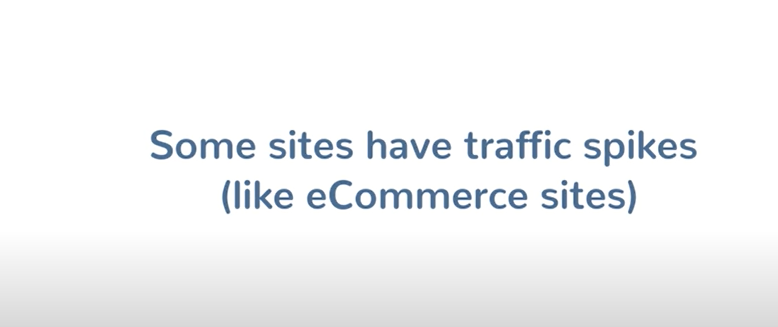 Some sites have traffic spikes
(like eCommerce sites)